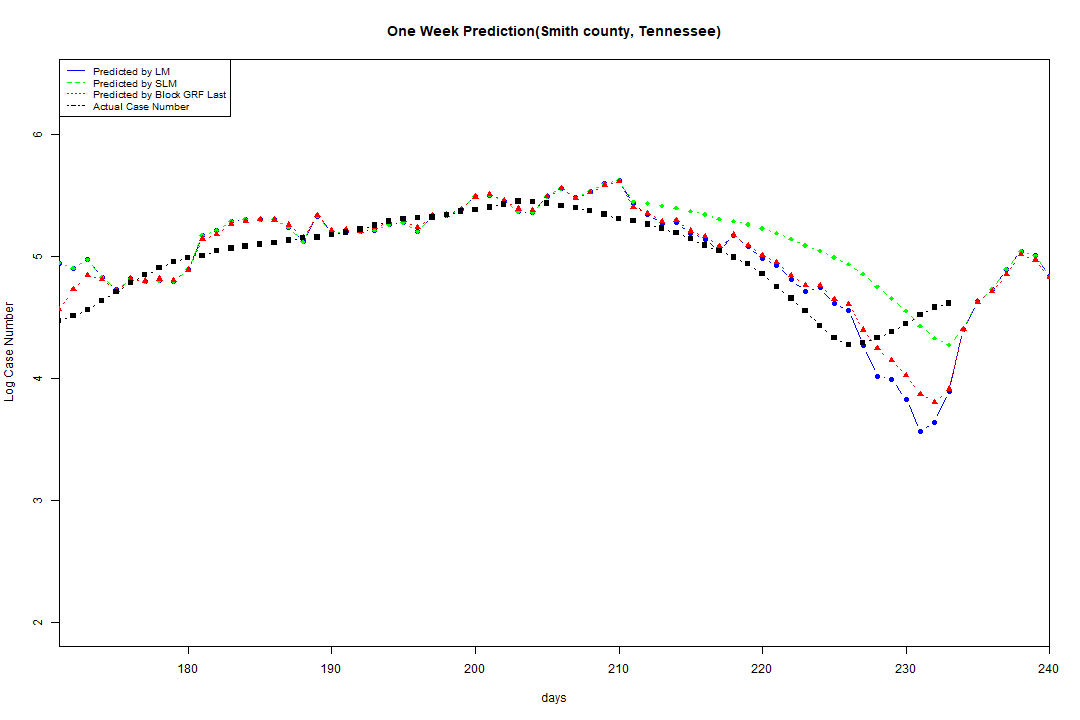 One Week Prediction(Smith county, Tennessee)
Predicted by LM
Predicted by SLM
Predicted by Block GRF Last
Actual Case Number
Log Case Number
6
5
4
3
2
180 190 200 210 220 230 240
days